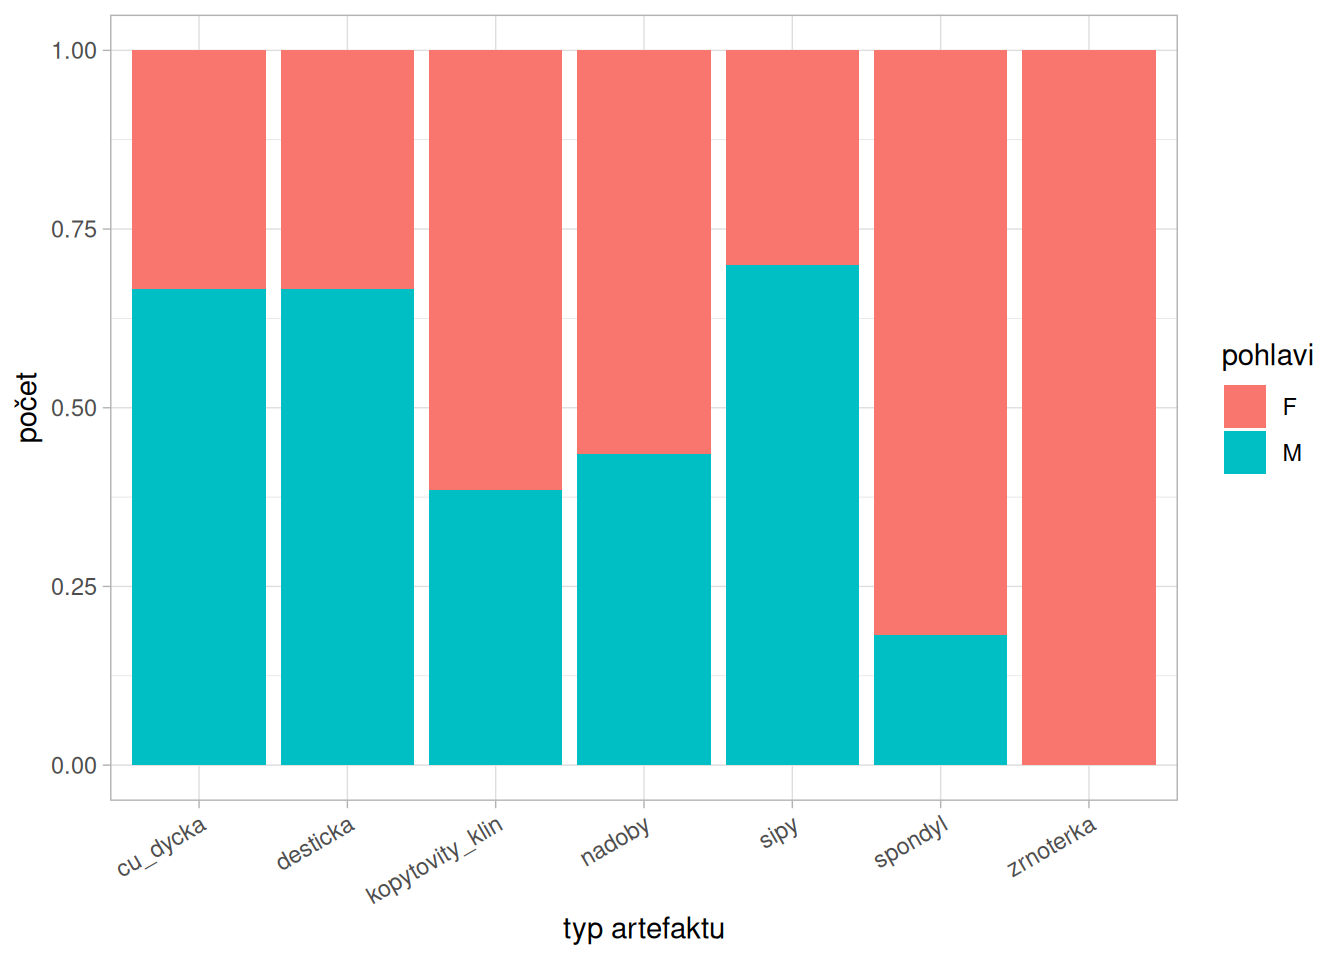 1.00
0.75
0.50
0.25
0.00
počet
cu_dycka
desticka
kopytovity_klin
nadoby
sipy
spondyl
zrnoterka
typ artefaktu
pohlavi
F
M